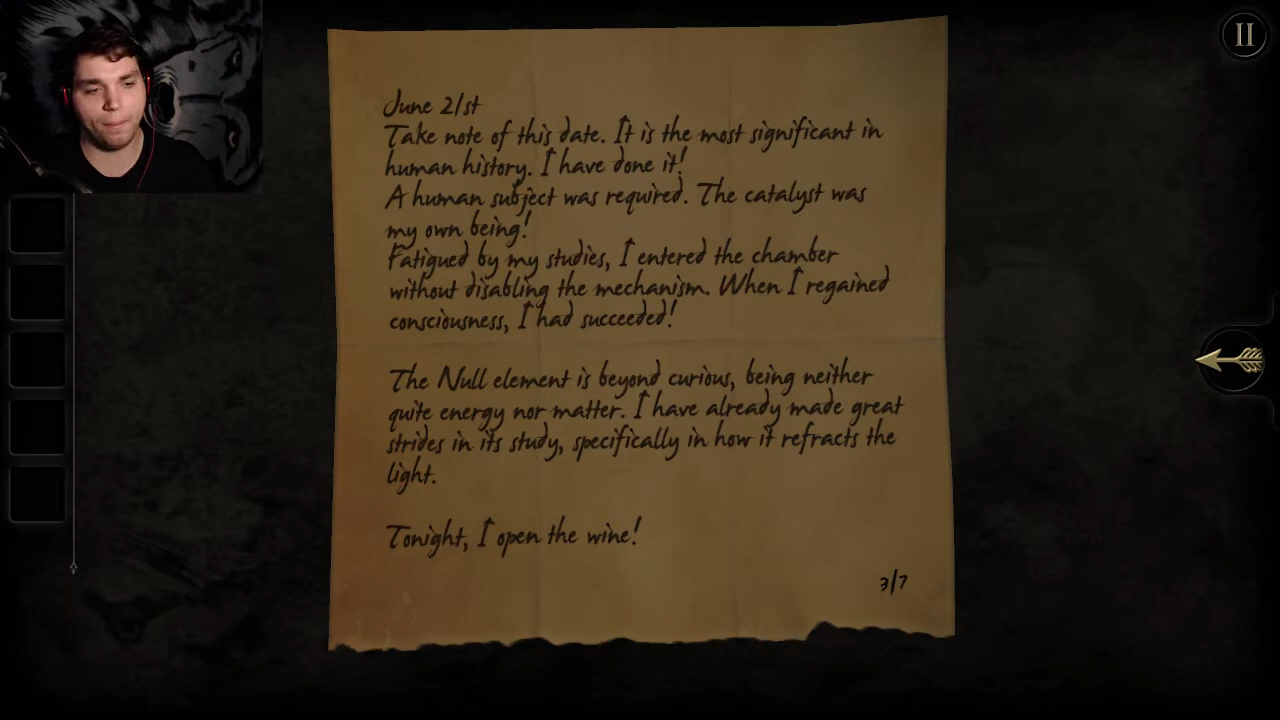 June 21st
Take note of this date. It is the most significant in
human history. I have done it!
A human subject was required. The catalyst was
my own being!
Fatigued by my studies, I entered the chamber
without disabling the mechanism. When I regained
consciousness, I had succeeded!
The Null element is beyond curious, being neither
quite energy nor matter. I have already made great
strides in its study, specifically in how it refracts the
light.
Tonight, I open the wine!
3/7